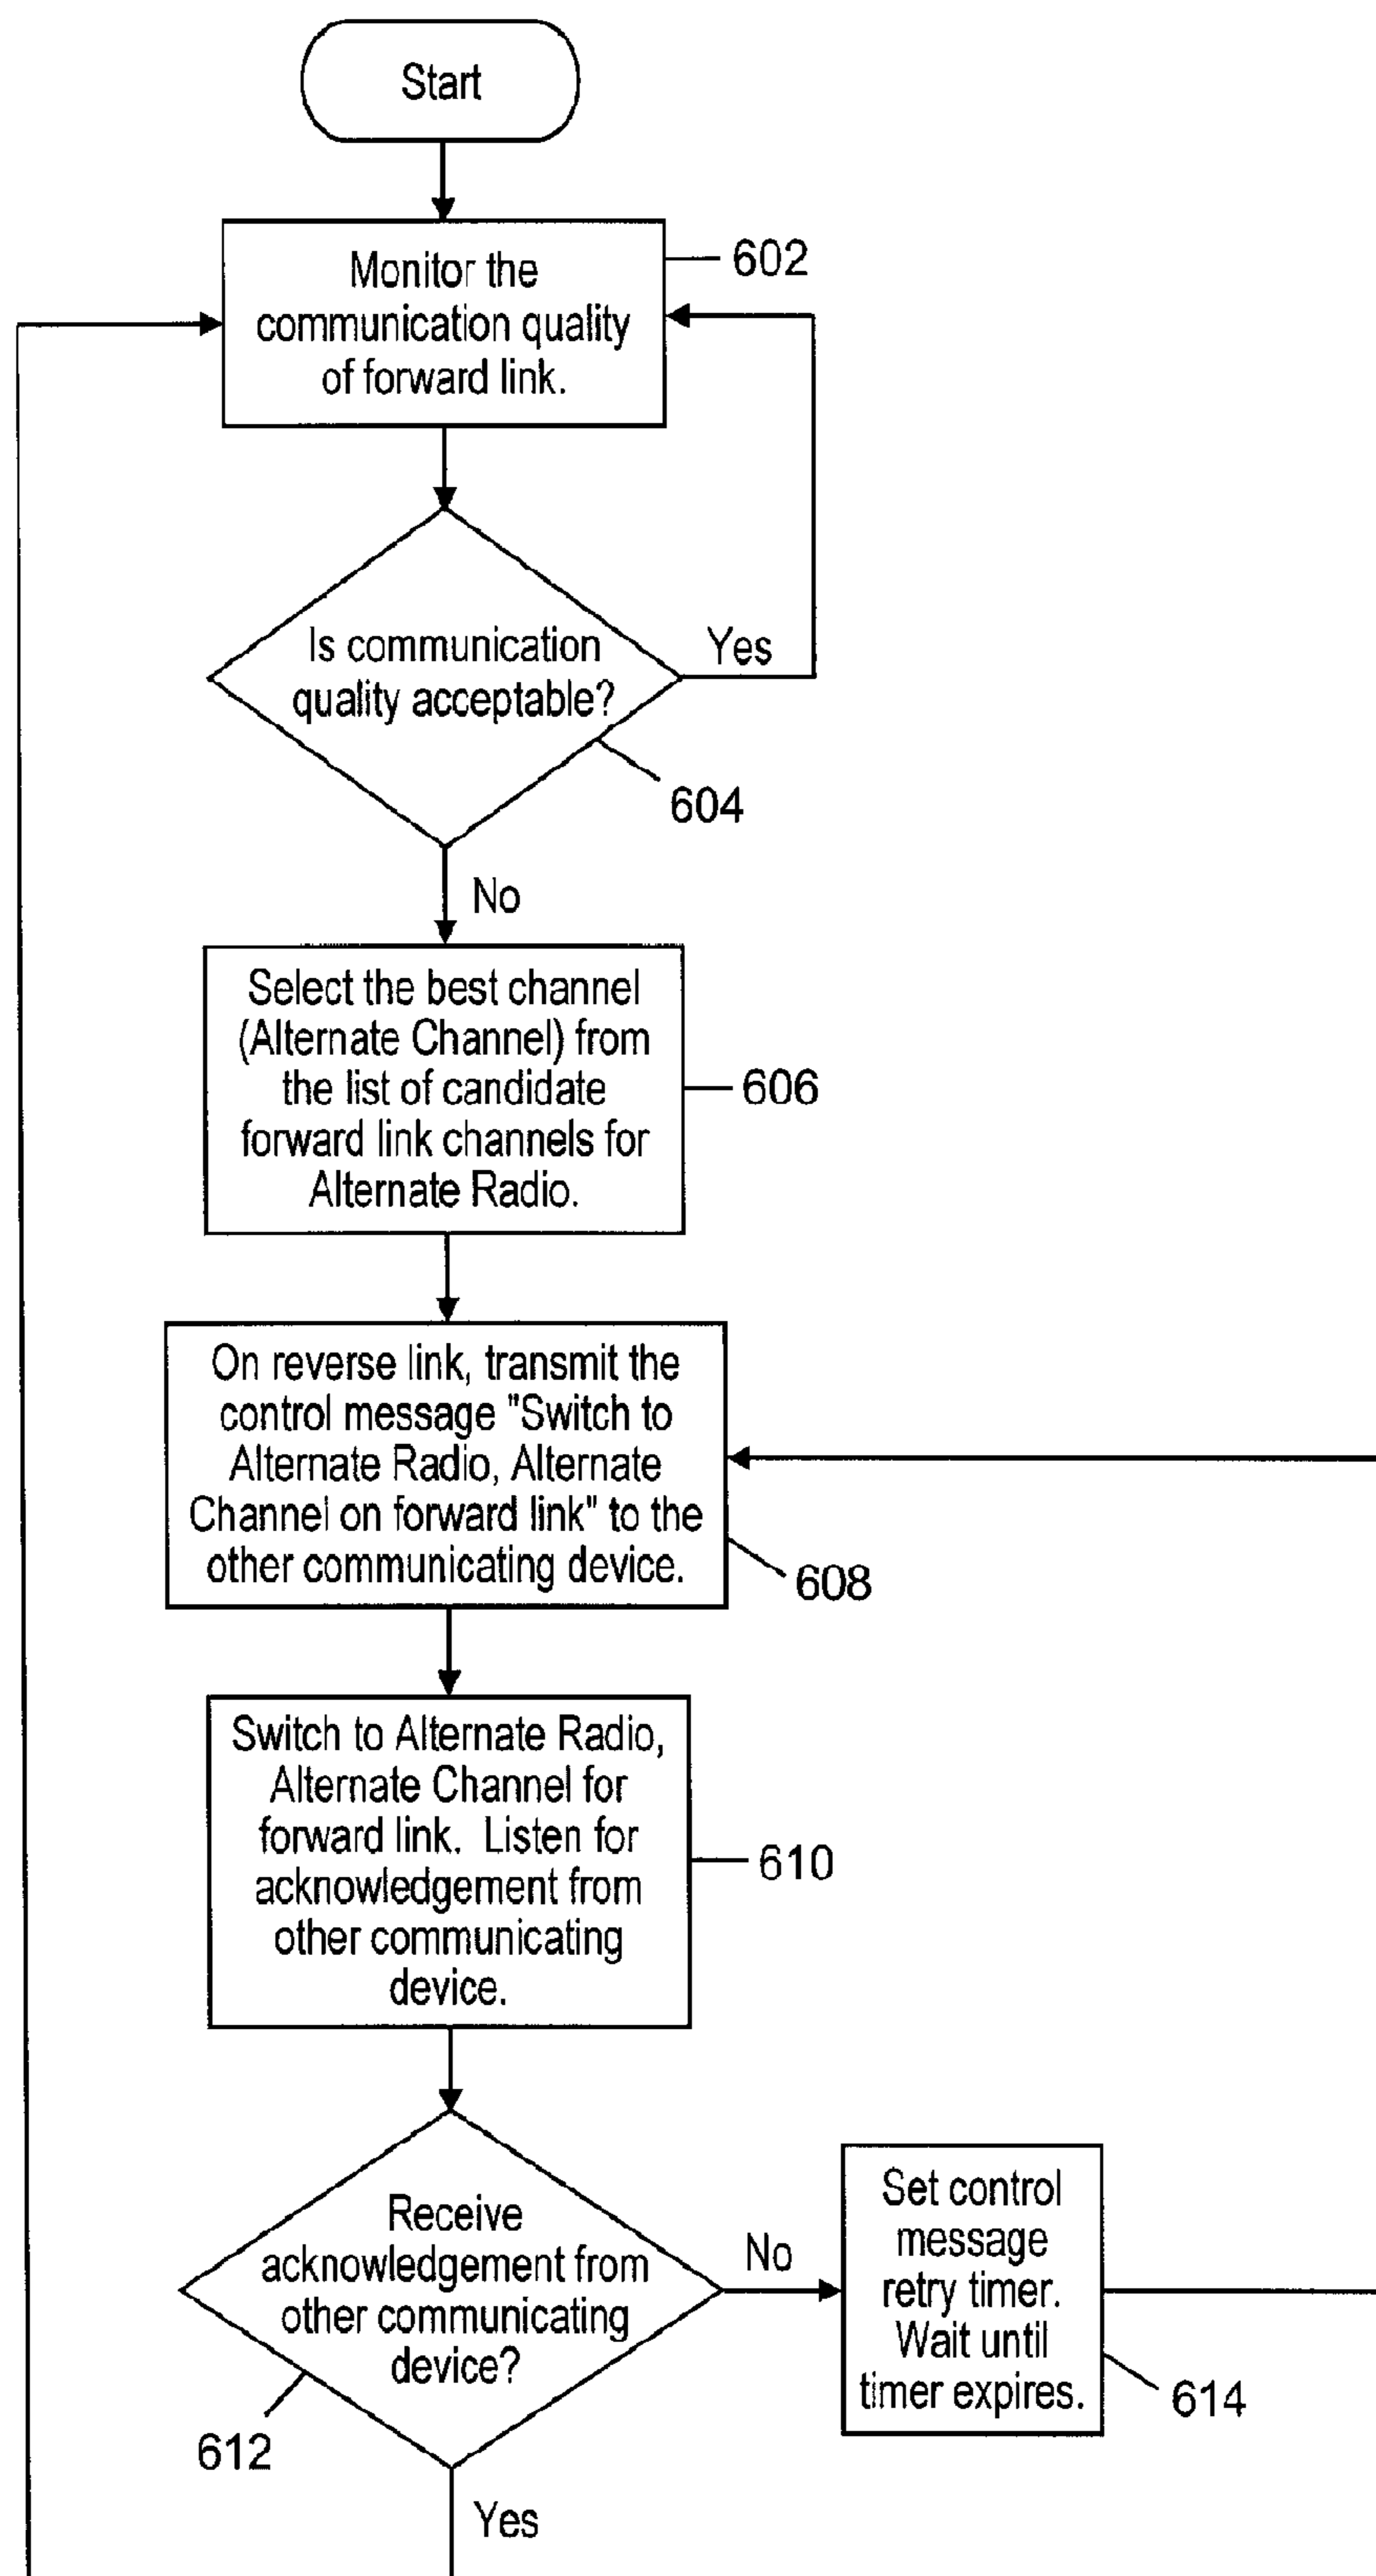 Start
Monitor the
communication quality
of forward link.
602
Is communication
quality acceptable?
Yes
604
No
Select the best channel
(Alternate Channel) from
the list of candidate
forward link channels for
Alternate Radio.
606
On reverse link, transmit the
control message "Switch to
Alternate Radio, Alternate
Channel on forward link" to the
other communicating device.
608
Switch to Alternate Radio,
Alternate Channel for
forward link. Listen for
acknowledgement from
other communicating
device.
610
Receive
acknowledgement from
other communicating
device?
612
No
Set control
message
retry timer.
Wait until
timer expires.
614
Yes